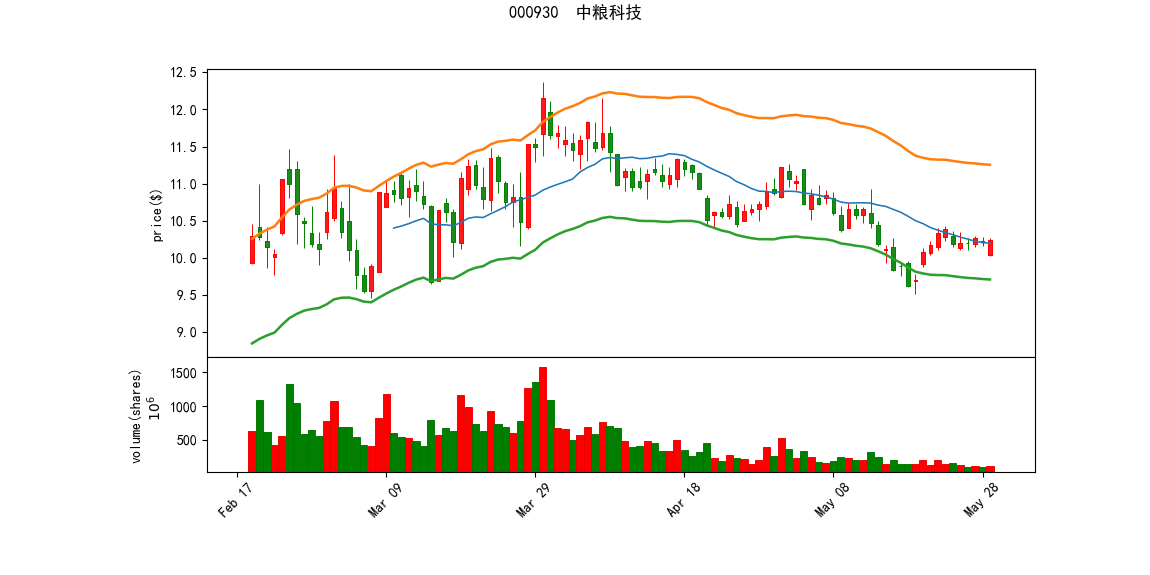 000930  中粮科技
price($)
12.5
12.0
11.5
11.0
10.5
10.0
9.5
9.0
volume(shares)
10^6
1500
1000
500
Feb 17
Mar 09
Mar 29
Apr 18
May 08
May 28